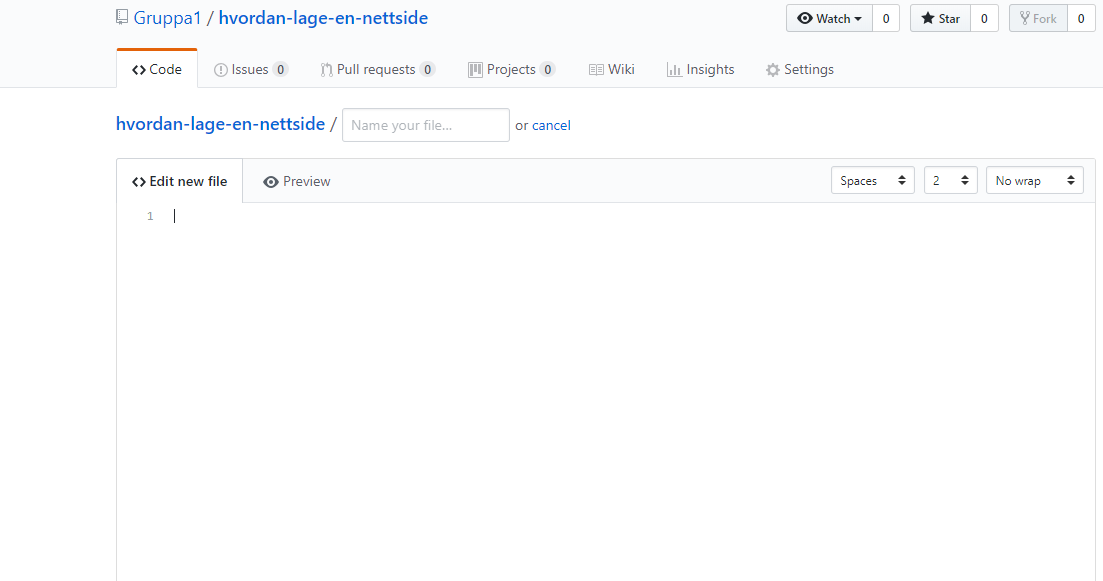 Gruppa1 / hvordan-lage-en-nettside Watch 0 Star 0 Fork 0
Code Issues 0 Pull requests 0 Projects 0 Wiki Insights Settings
hvordan-lage-en-nettside / Name your file... or cancel
Edit new file Preview Spaces 2 No wrap
1